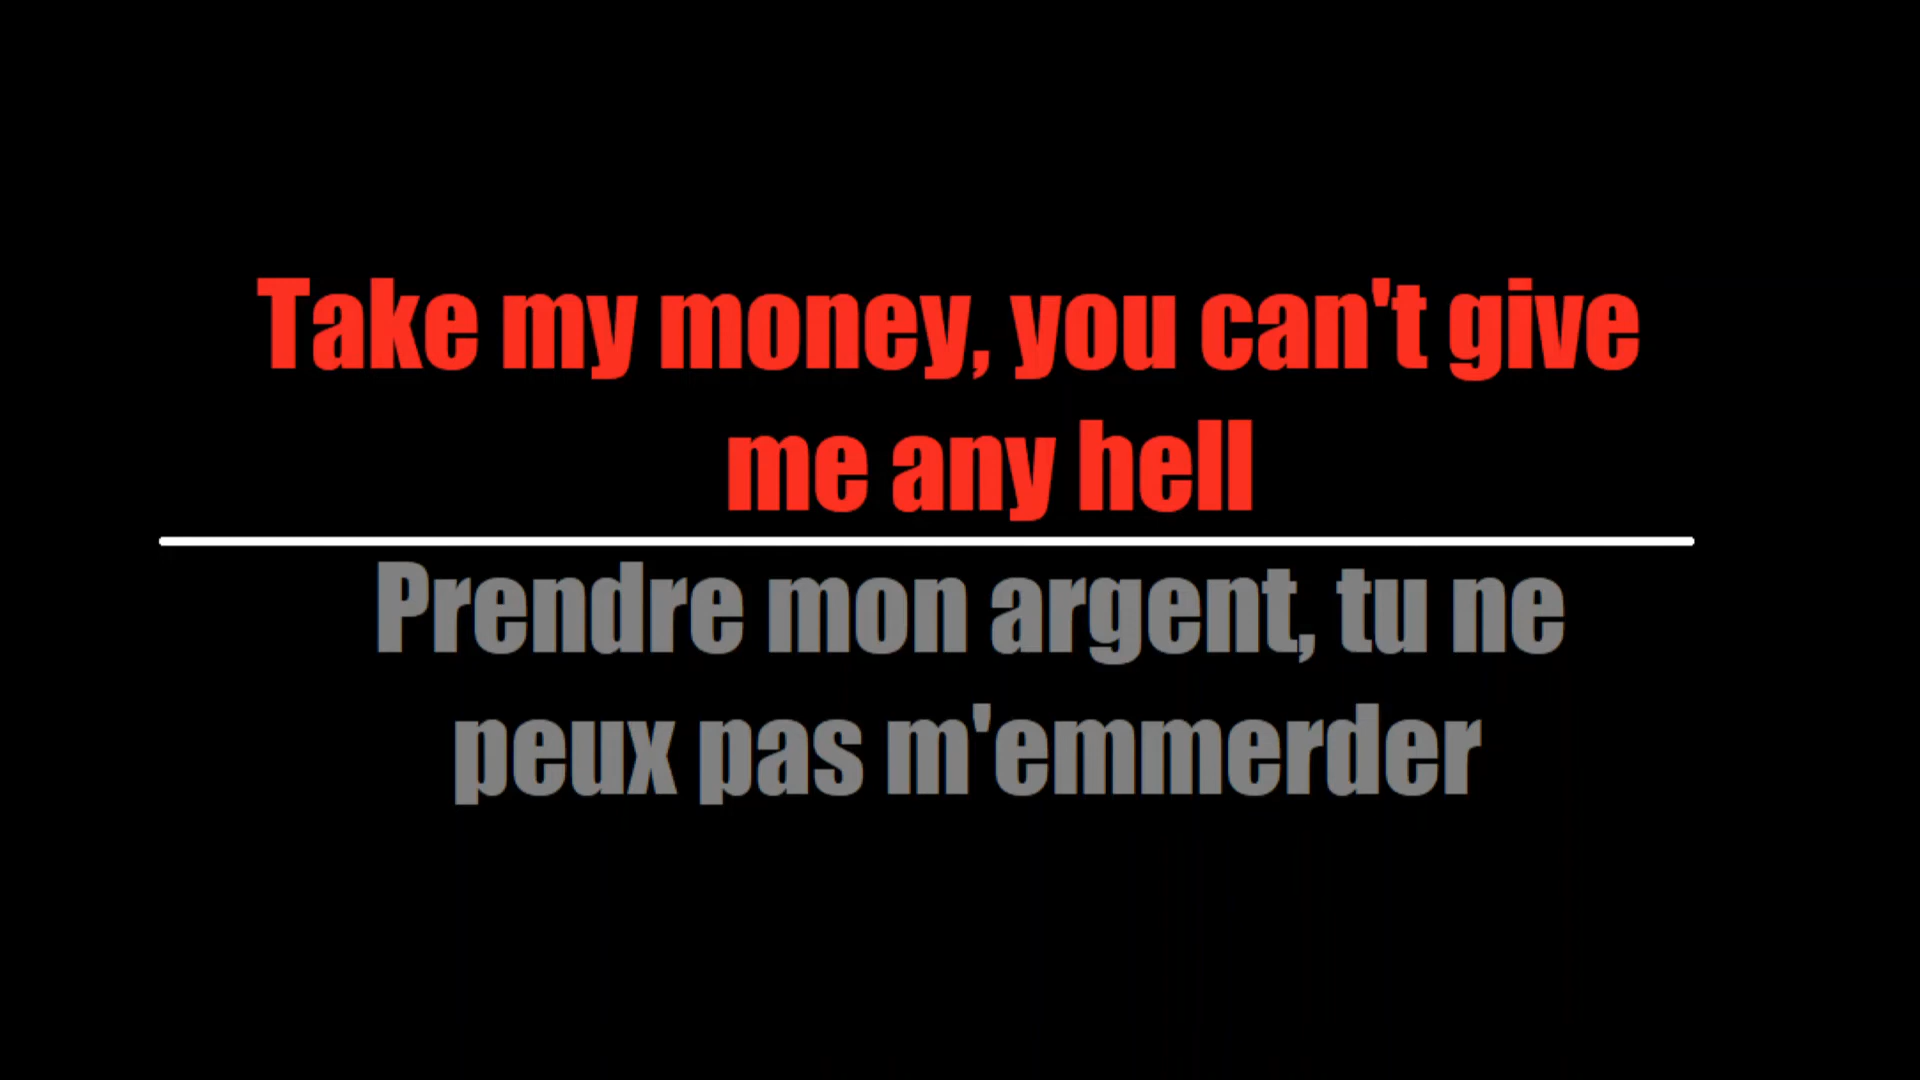 Take my money, you can't give
me any hell
Prendre mon argent, tu ne
peux pas m'emmerder